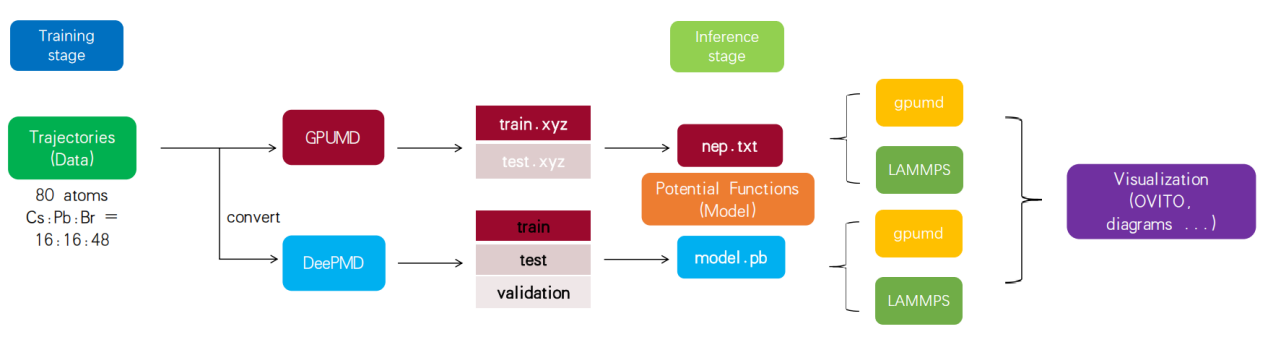 Training
stage
Inference
stage
Trajectories
(Data)
80 atoms
Cs:Pb:Br =
16:16:48
convert
GPUMD
DeePMD
train.xyz
test.xyz
train
test
validation
nep.txt
Potential Functions
(Model)
model.pb
gpumd
LAMMPS
gpumd
LAMMPS
Visualization
(OVITO,
diagrams ...)